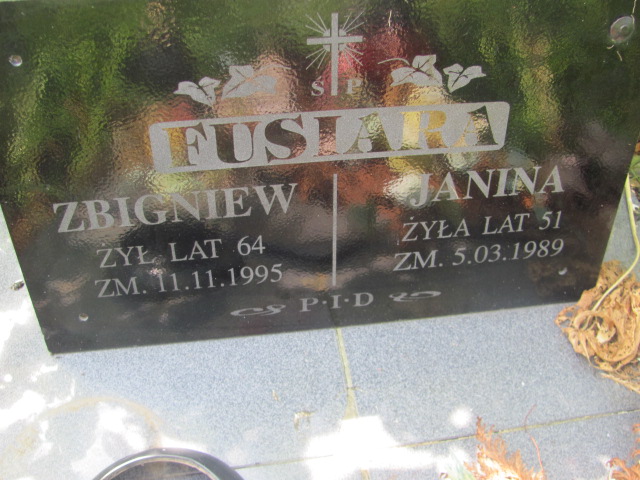 S P
FUSIARA
ZBIGNIEW
ŻYŁ LAT 64
ZM. 11.11.1995
JANINA
ŻYŁA LAT 51
ZM. 5.03.1989
P·I·D